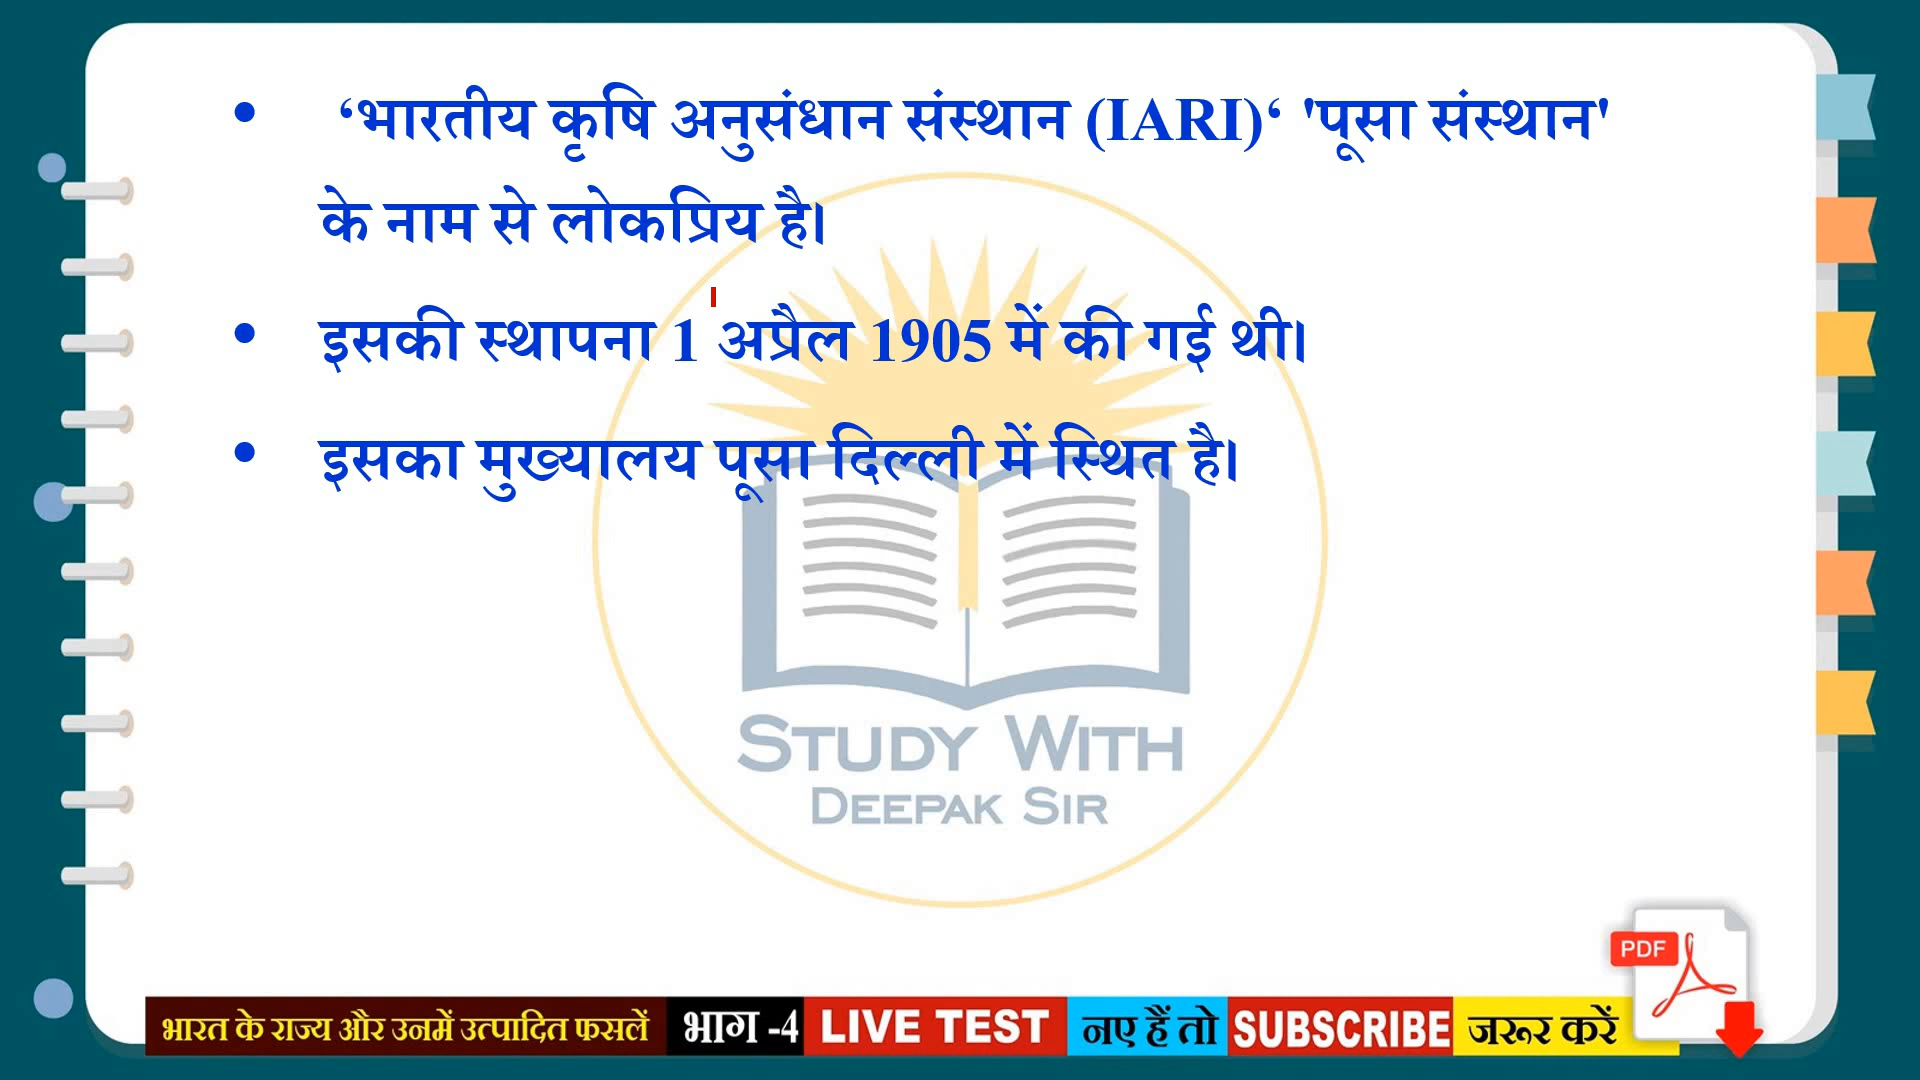 • ‘भारतीय कृषि अनुसंधान संस्थान (IARI)‘ 'पूसा संस्थान'
के नाम से लोकप्रिय है।
• इसकी स्थापना 1 अप्रैल 1905 में की गई थी।
• इसका मुख्यालय पूसा दिल्ली में स्थित है।
STUDY WITH
DEEPAK SIR
PDF
भारत के राज्य और उनमें उत्पादित फसलें भाग -4 LIVE TEST नए हैं तो SUBSCRIBE जरूर करें